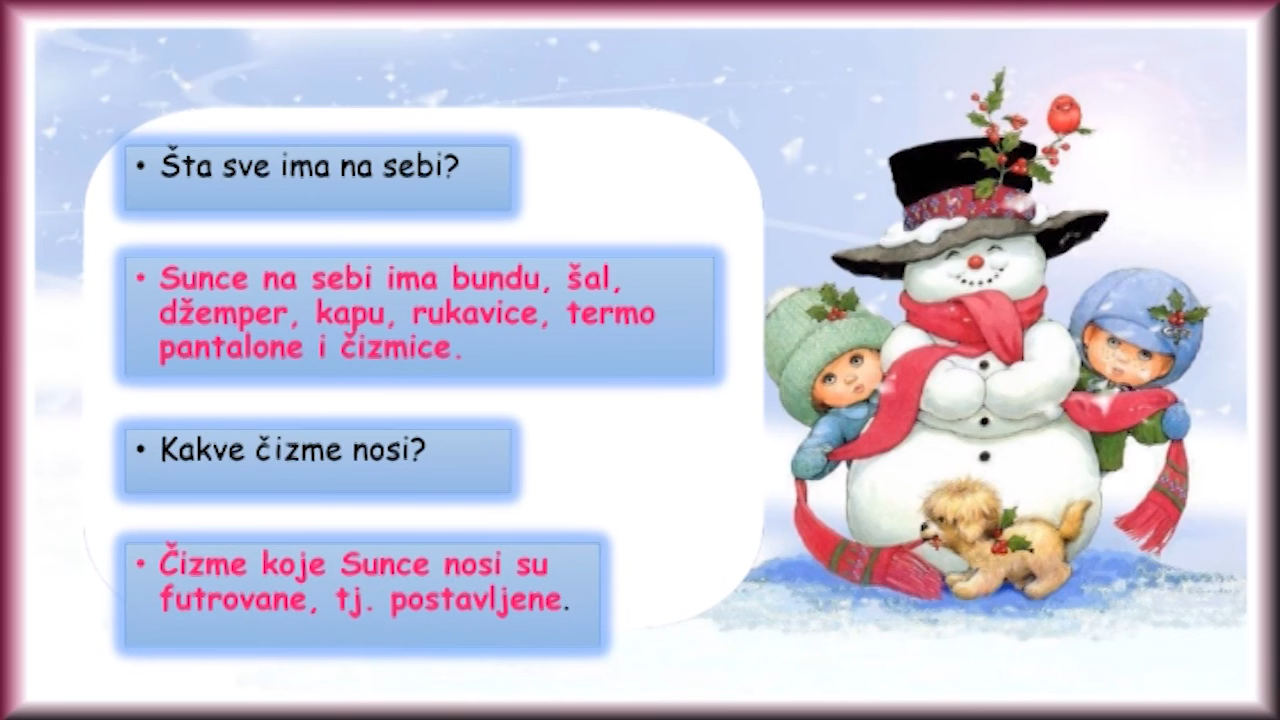 • Šta sve ima na sebi?
• Sunce na sebi ima bundu, šal,
džemper, kapu, rukavice, termo
pantalone i čizmice.
• Kakve čizme nosi?
• Čizme koje Sunce nosi su
futrovane, tj. postavljene.